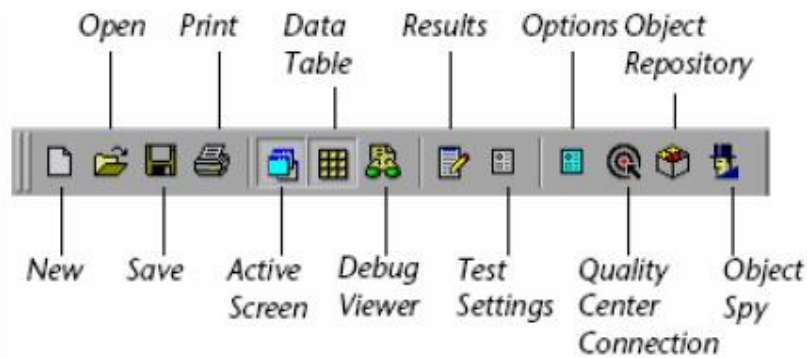 Open Print Data Results Options Object
Table Repository
New Save Active Debug Test Quality Object
Screen Viewer Settings Center Spy
Connection